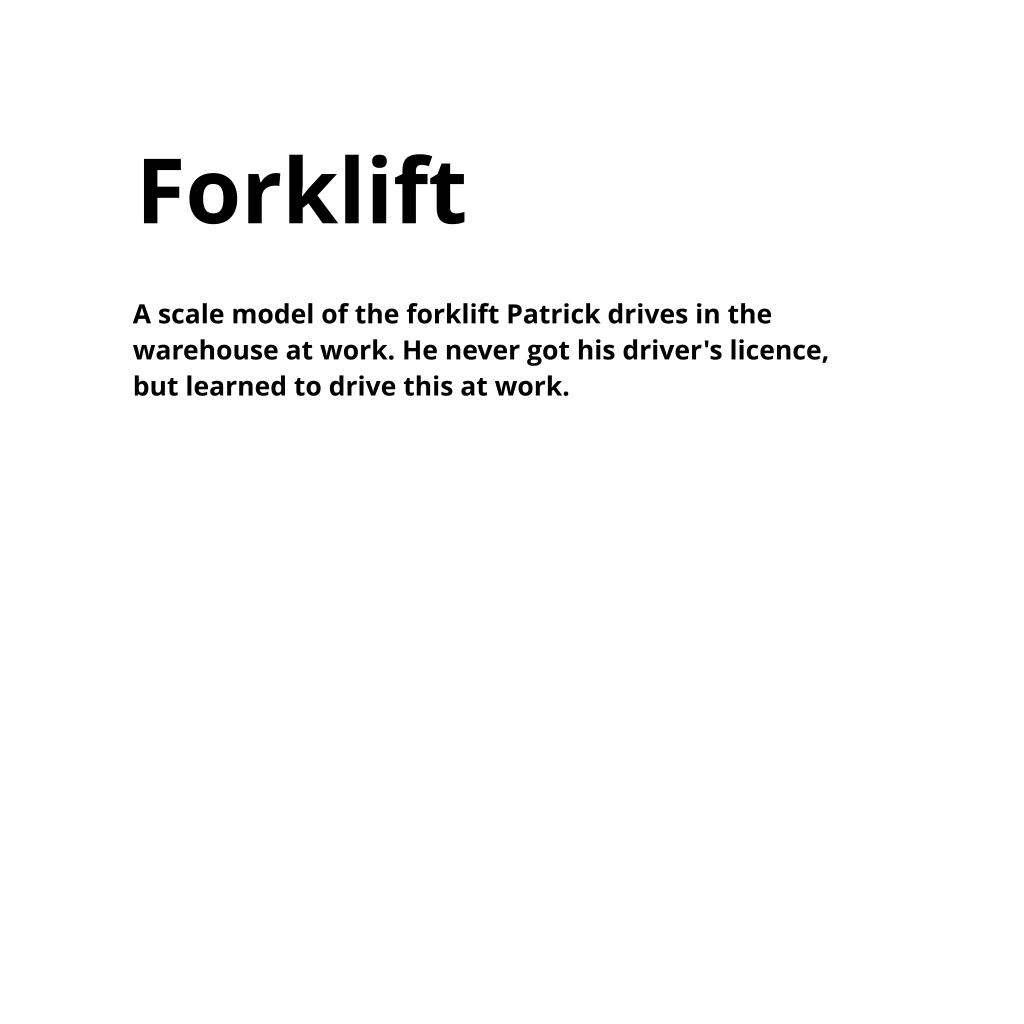 Forklift
A scale model of the forklift Patrick drives in the
warehouse at work. He never got his driver's licence,
but learned to drive this at work.